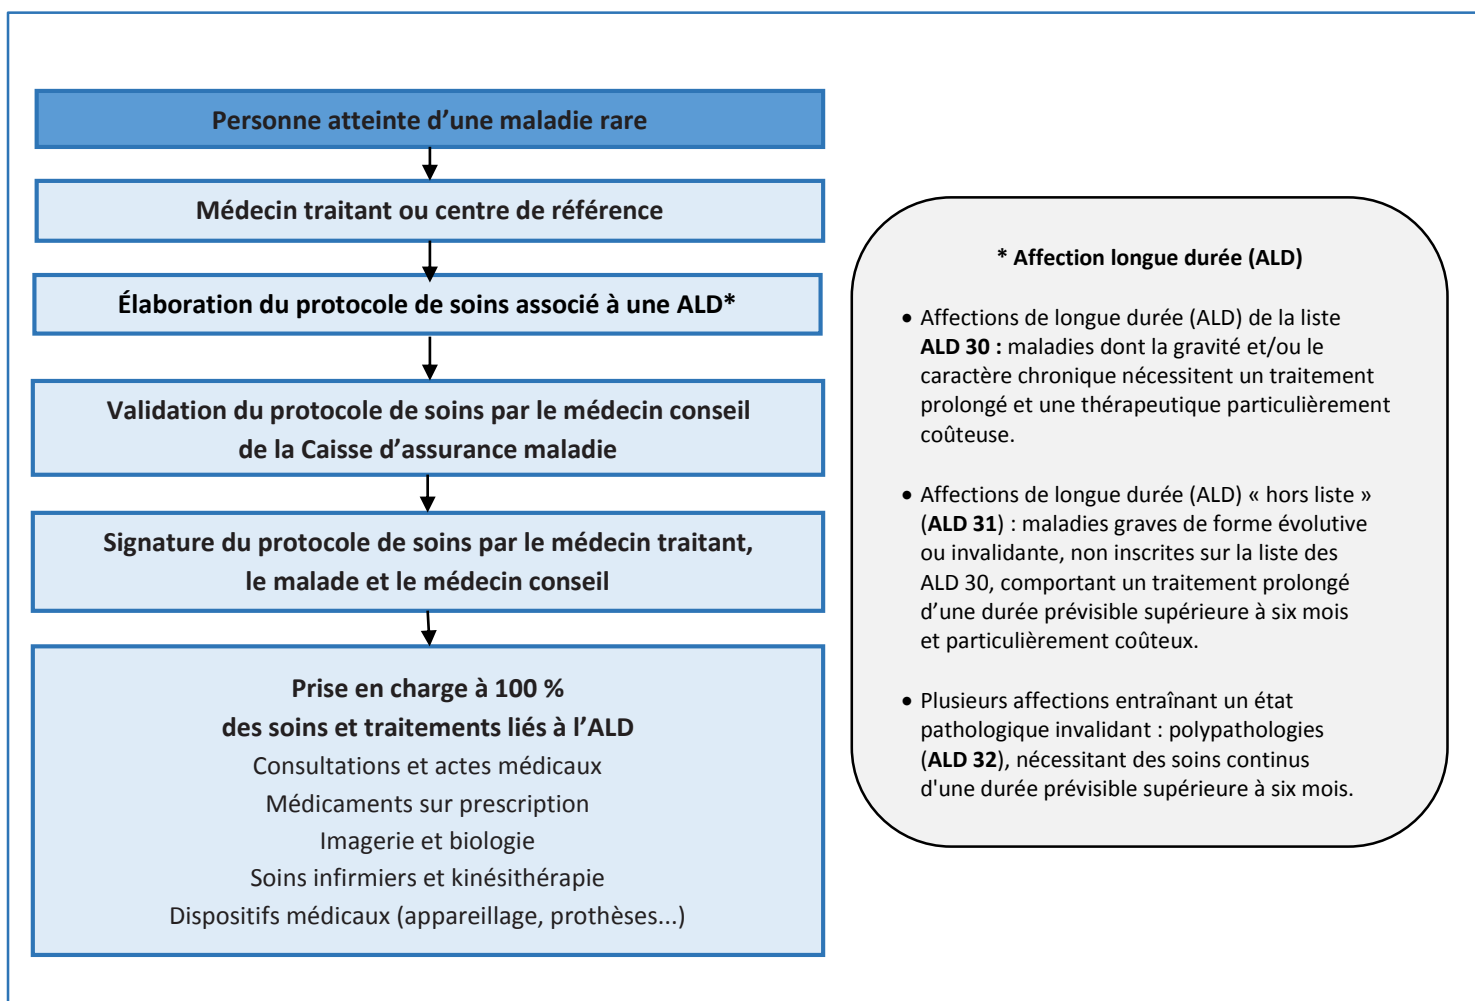 Personne atteinte d’une maladie rare
Médecin traitant ou centre de référence
Élaboration du protocole de soins associé à une ALD*
Validation du protocole de soins par le médecin conseil
de la Caisse d’assurance maladie
Signature du protocole de soins par le médecin traitant,
le malade et le médecin conseil
Prise en charge à 100 %
des soins et traitements liés à l’ALD
Consultations et actes médicaux
Médicaments sur prescription
Imagerie et biologie
Soins infirmiers et kinésithérapie
Dispositifs médicaux (appareillage, prothèses...)
* Affection longue durée (ALD)
• Affections de longue durée (ALD) de la liste
ALD 30 : maladies dont la gravité et/ou le
caractère chronique nécessitent un traitement
prolongé et une thérapeutique particulièrement
coûteuse.
• Affections de longue durée (ALD) « hors liste »
(ALD 31) : maladies graves de forme évolutive
ou invalidante, non inscrites sur la liste des
ALD 30, comportant un traitement prolongé
d’une durée prévisible supérieure à six mois
et particulièrement coûteux.
• Plusieurs affections entraînant un état
pathologique invalidant : polypathologies
(ALD 32), nécessitant des soins continus
d'une durée prévisible supérieure à six mois.